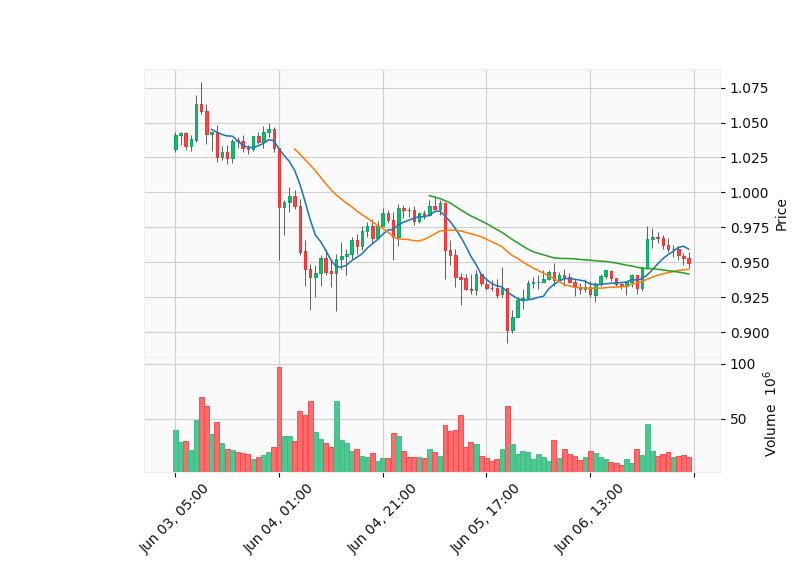 1.075
1.050
1.025
1.000
0.975
0.950
0.925
0.900
Price
100
50
Volume 10^6
Jun 03, 05:00
Jun 04, 01:00
Jun 04, 21:00
Jun 05, 17:00
Jun 06, 13:00